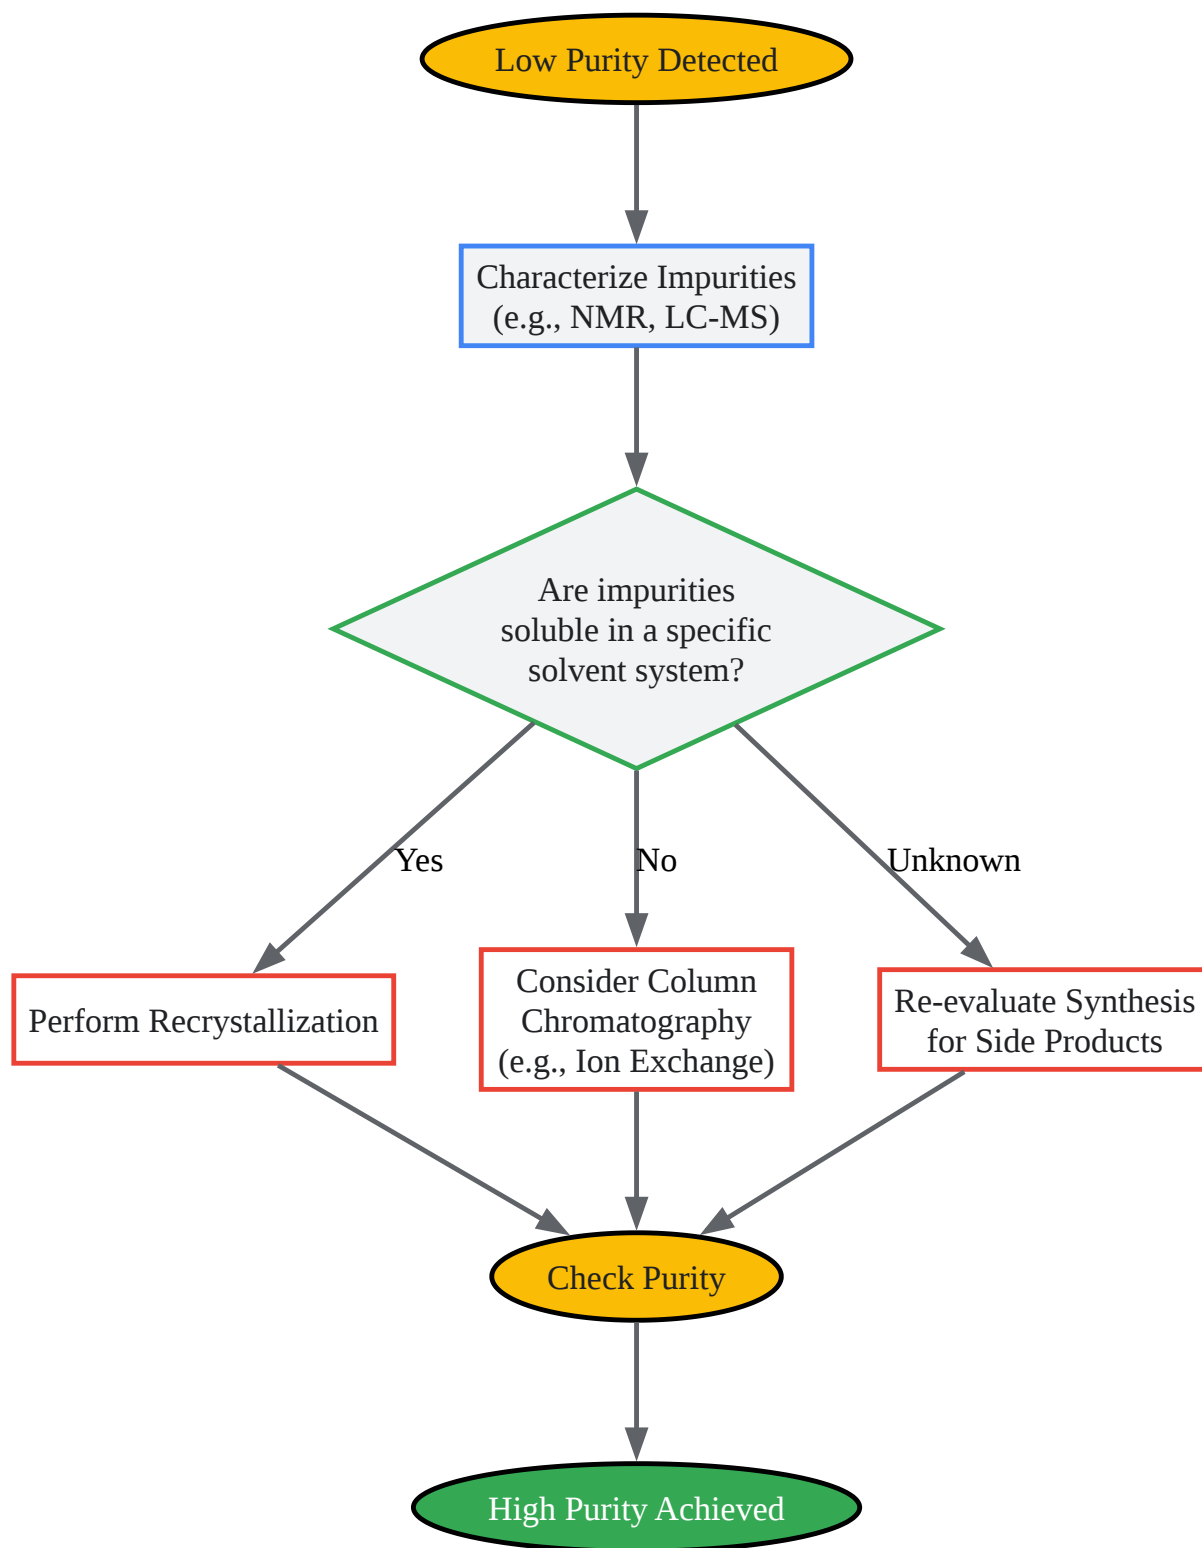 Low Purity Detected
Characterize Impurities
(e.g., NMR, LC-MS)
Are impurities
soluble in a specific
solvent system?
Yes
No
Unknown
Perform Recrystallization
Consider Column
Chromatography
(e.g., Ion Exchange)
Re-evaluate Synthesis
for Side Products
Check Purity
High Purity Achieved